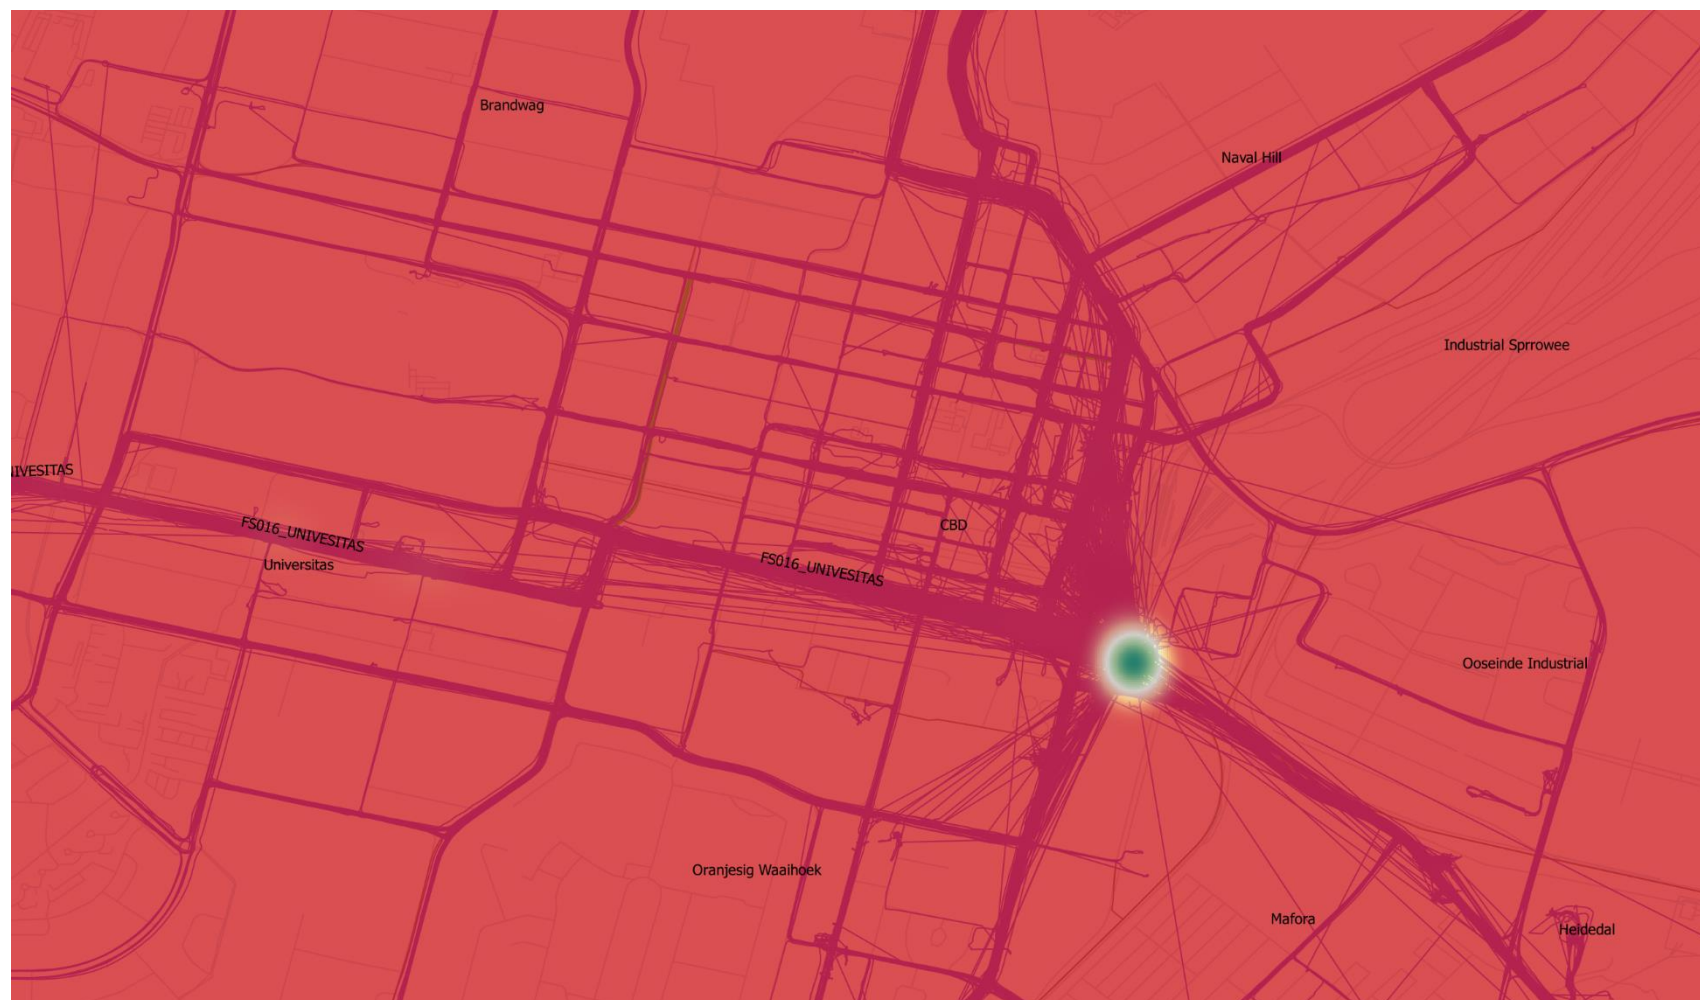 Brandwag
Naval Hill
Industrial Sprrowee
IVESITAS
FS016_UNIVESITAS
Universitas
CBD
FS016_UNIVESITAS
Ooseinde Industrial
Oranjesig Waaihoek
Mafora
Heidedal